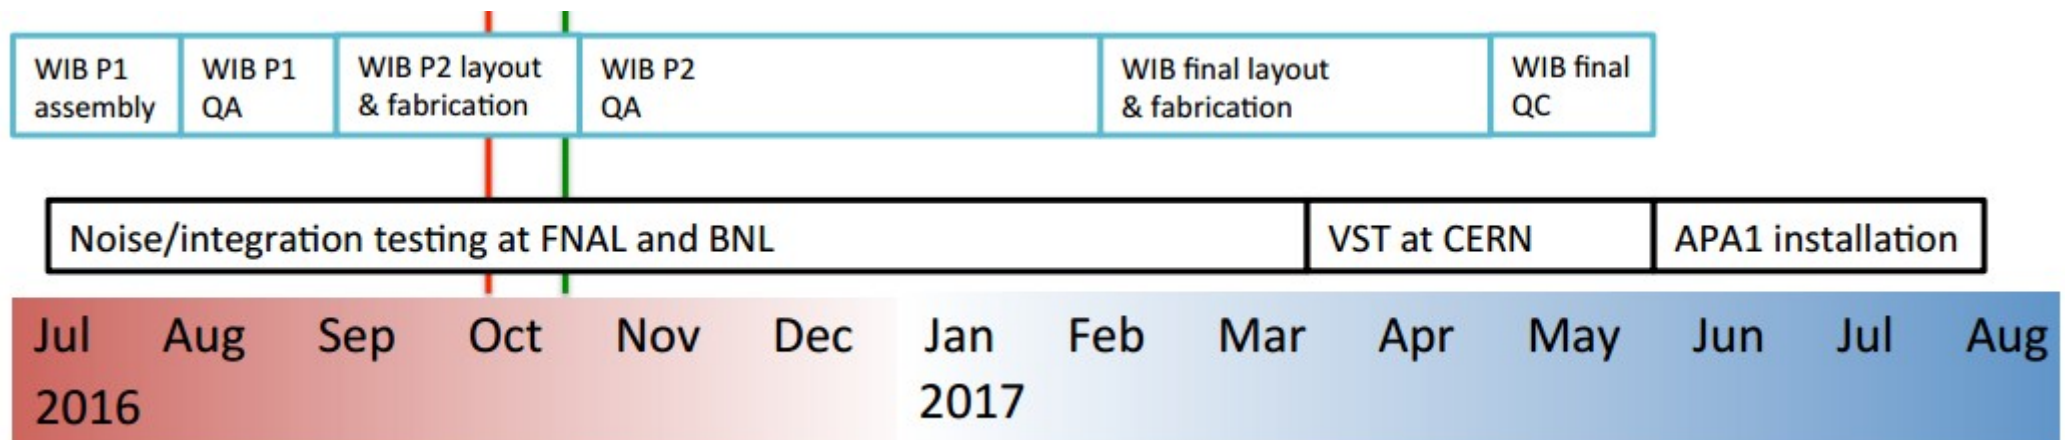 WIB P1
assembly
WIB P1
QA
WIB P2 layout
& fabrication
WIB P2
QA
WIB final layout
& fabrication
WIB final
QC
Noise/integration testing at FNAL and BNL
VST at CERN
APA1 installation
Jul Aug Sep Oct Nov Dec Jan Feb Mar Apr May Jun Jul Aug
2016 2017